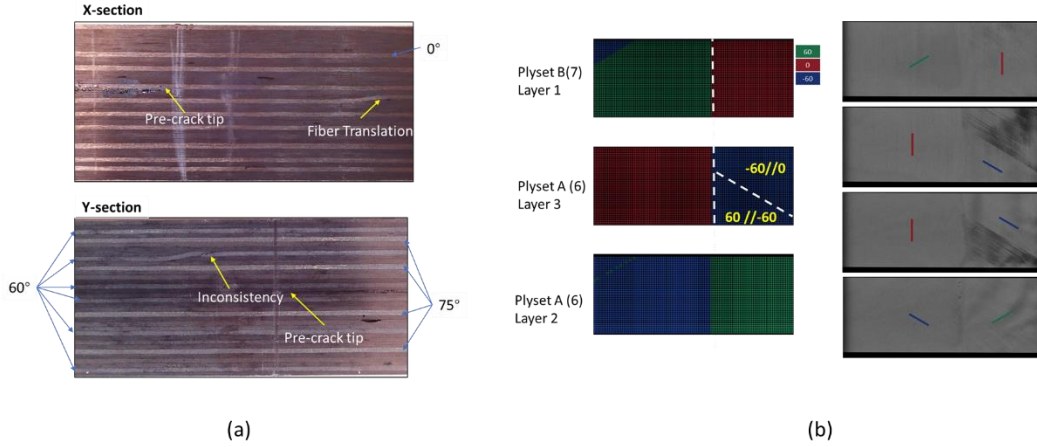 X-section
0°
Pre-crack tip
Fiber Translation
Y-section
60°
Inconsistency
Pre-crack tip
75°
(a)
Plyset B(7)
Layer 1
60
0
-60
Plyset A (6)
Layer 3
-60//0
60 //-60
Plyset A (6)
Layer 2
(b)